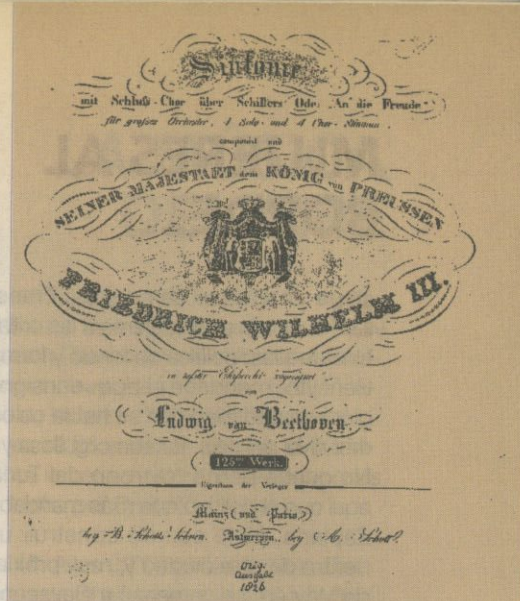 Sinfonie
mit Schluß-Chor über Schillers Ode: An die Freude
für großes Orchester, 4 Solo- und 4 Chor-Stimmen
componirt und
SEINER MAJESTAET dem KÖNIG von PREUSSEN
FRIEDRICH WILHELM III.
in tiefster Ehrfurcht zugeeignet
von
Ludwig van Beethoven
125tes Werk.
Eigenthum der Verleger
Mainz und Paris
bey B. Schotts Söhnen. Antwerpen, bey A. Schott.
Orig.
Ausgabe
1826